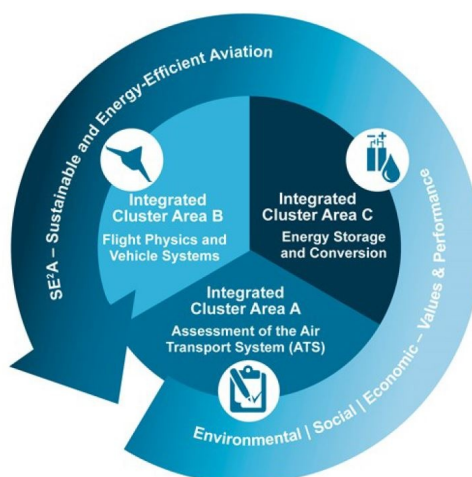 SE²A – Sustainable and Energy-Efficient Aviation
Integrated
Cluster Area B
Flight Physics and
Vehicle Systems
Integrated
Cluster Area C
Energy Storage
and Conversion
Integrated
Cluster Area A
Assessment of the Air
Transport System (ATS)
Environmental | Social | Economic – Values & Performance